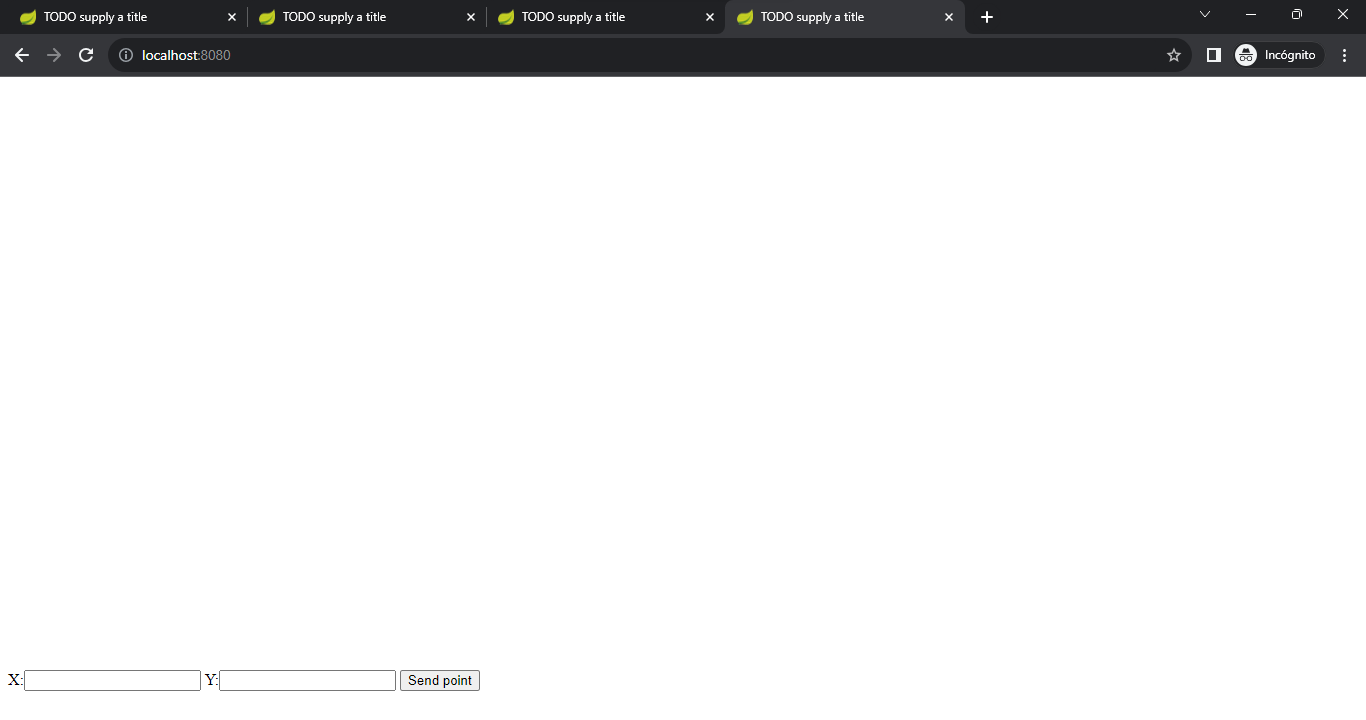 TODO supply a title TODO supply a title TODO supply a title TODO supply a title
localhost:8080 Incógnito
X: Y: Send point